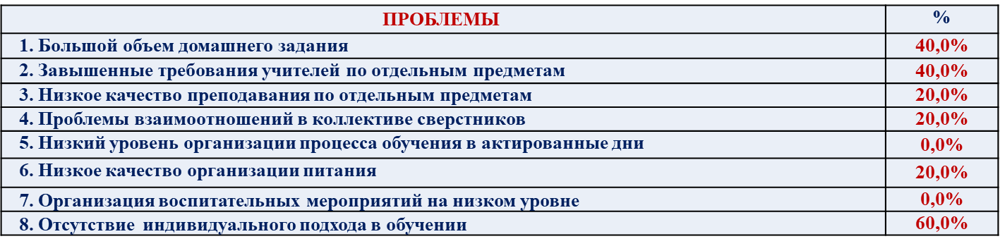 ПРОБЛЕМЫ %
1. Большой объем домашнего задания 40,0%
2. Завышенные требования учителей по отдельным предметам 40,0%
3. Низкое качество преподавания по отдельным предметам 20,0%
4. Проблемы взаимоотношений в коллективе сверстников 20,0%
5. Низкий уровень организации процесса обучения в актированные дни 0,0%
6. Низкое качество организации питания 20,0%
7. Организация воспитательных мероприятий на низком уровне 0,0%
8. Отсутствие индивидуального подхода в обучении 60,0%